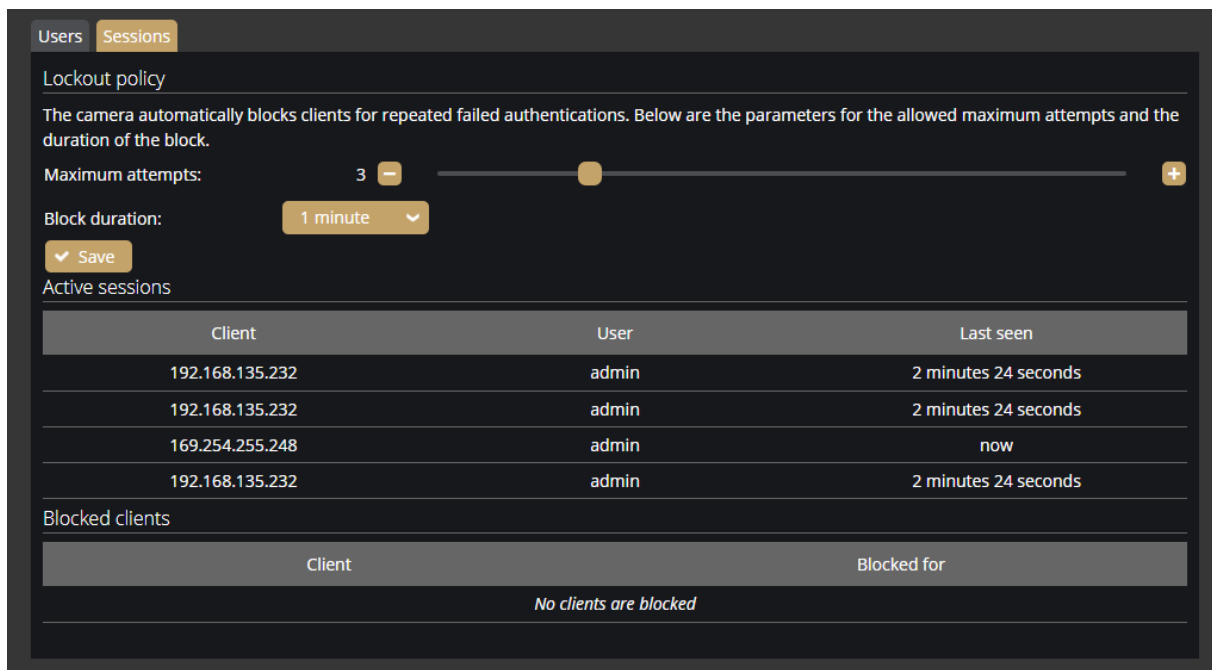 Users Sessions
Lockout policy
The camera automatically blocks clients for repeated failed authentications. Below are the parameters for the allowed maximum attempts and the
duration of the block.
Maximum attempts: 3
Block duration: 1 minute
Save
Active sessions
Client User Last seen
192.168.135.232 admin 2 minutes 24 seconds
192.168.135.232 admin 2 minutes 24 seconds
169.254.255.248 admin now
192.168.135.232 admin 2 minutes 24 seconds
Blocked clients
Client Blocked for
No clients are blocked